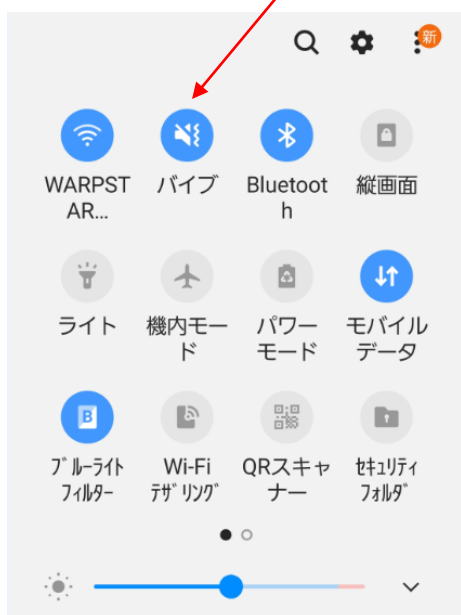 新
WARPST
AR...
バイブ
Bluetoot
h
縦画面
ライト
機内モー
ド
パワー
モード
モバイル
データ
B
ブルーライト
フィルター
Wi-Fi
テザリング
QRスキャ
ナー
セキュリティ
フォルダ